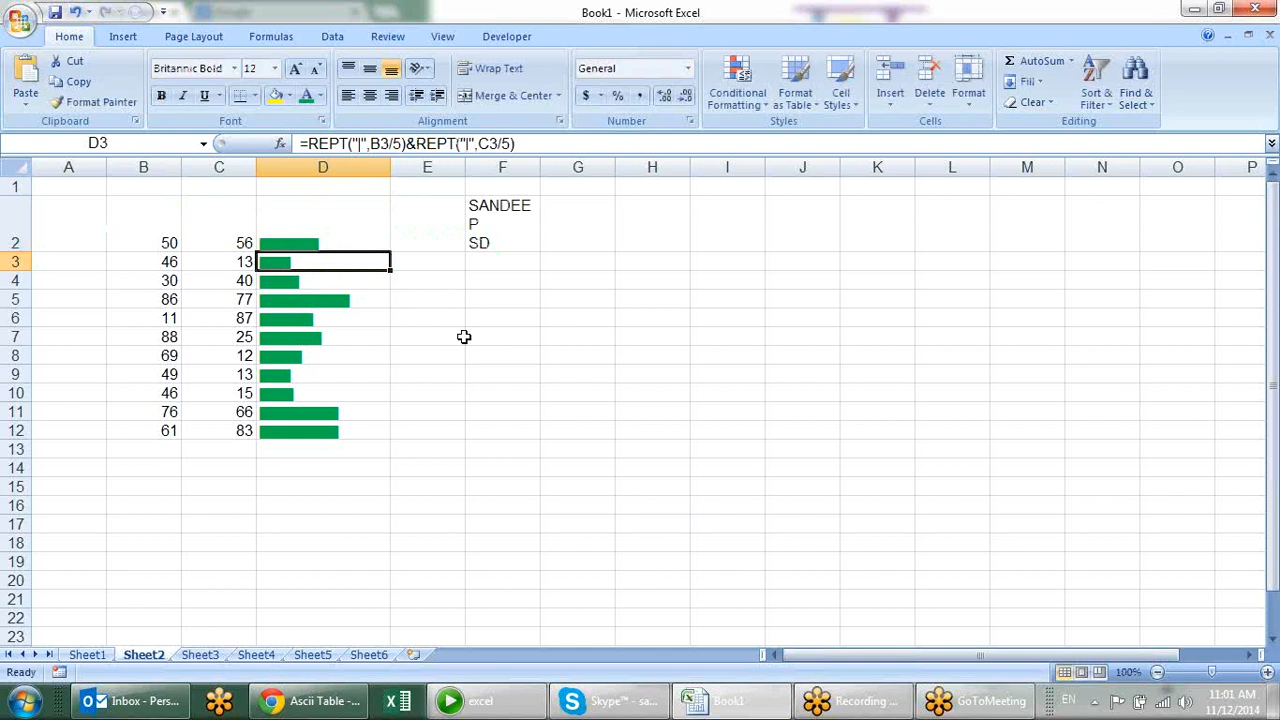 Book1 - Microsoft Excel
Home Insert Page Layout Formulas Data Review View Developer
Paste
Cut
Copy
Format Painter
Clipboard
Britannic Bold 12
Font
Wrap Text
Merge & Center
Alignment
General
Number
Conditional Formatting
Format as Table
Cell Styles
Styles
Insert
Delete
Format
Cells
AutoSum
Fill
Clear
Sort & Filter
Find & Select
Editing
D3 fx =REPT("|",B3/5)&REPT("|",C3/5)
A B C D E F G H I J K L M N O P
1
SANDEE
P
2 50 56 SD
3 46 13
4 30 40
5 86 77
6 11 87
7 88 25
8 69 12
9 49 13
10 46 15
11 76 66
12 61 83
13
14
15
16
17
18
19
20
21
22
23
Sheet1 Sheet2 Sheet3 Sheet4 Sheet5 Sheet6
Ready 100%
Inbox - Pers... Ascii Table -... excel Skype™ - sa... Book1 Recording ... GoToMeeting EN 11:01 AM
11/12/2014